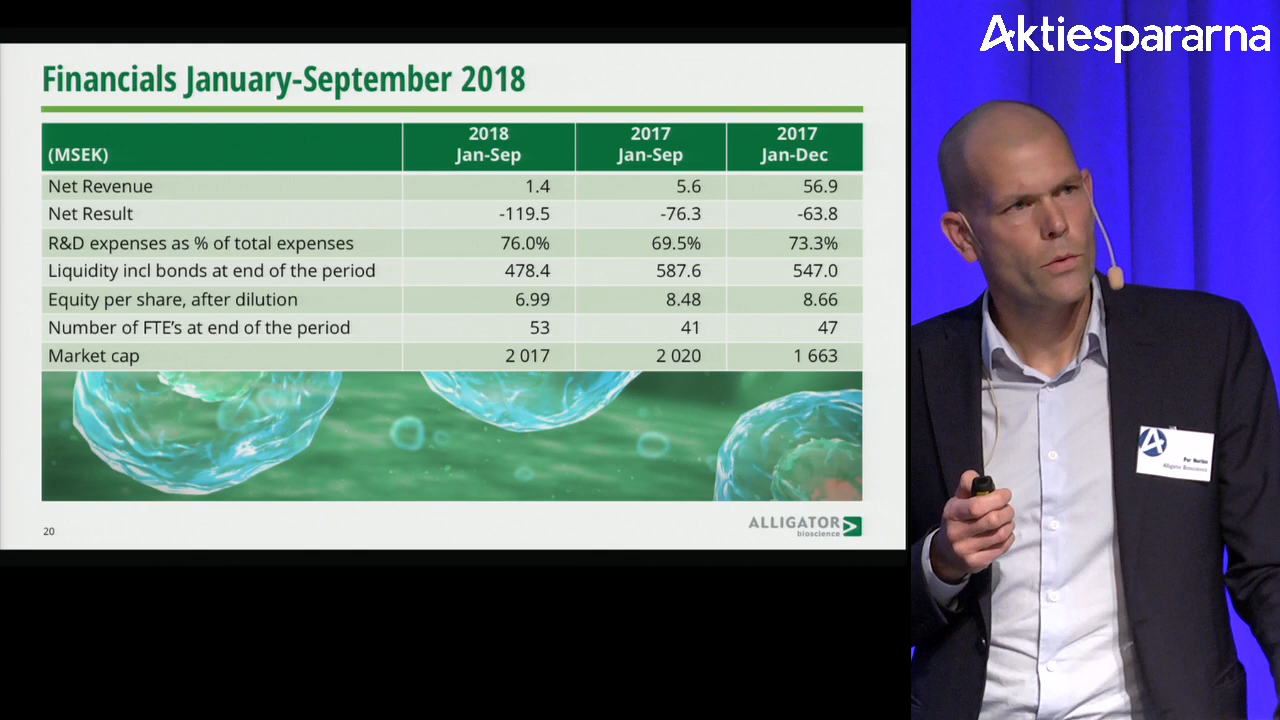 Aktiespararna
Financials January-September 2018
(MSEK) 2018 Jan-Sep 2017 Jan-Sep 2017 Jan-Dec
Net Revenue 1.4 5.6 56.9
Net Result -119.5 -76.3 -63.8
R&D expenses as % of total expenses 76.0% 69.5% 73.3%
Liquidity incl bonds at end of the period 478.4 587.6 547.0
Equity per share, after dilution 6.99 8.48 8.66
Number of FTE’s at end of the period 53 41 47
Market cap 2 017 2 020 1 663
20
ALLIGATOR
bioscience
Per Norlén
Alligator Bioscience